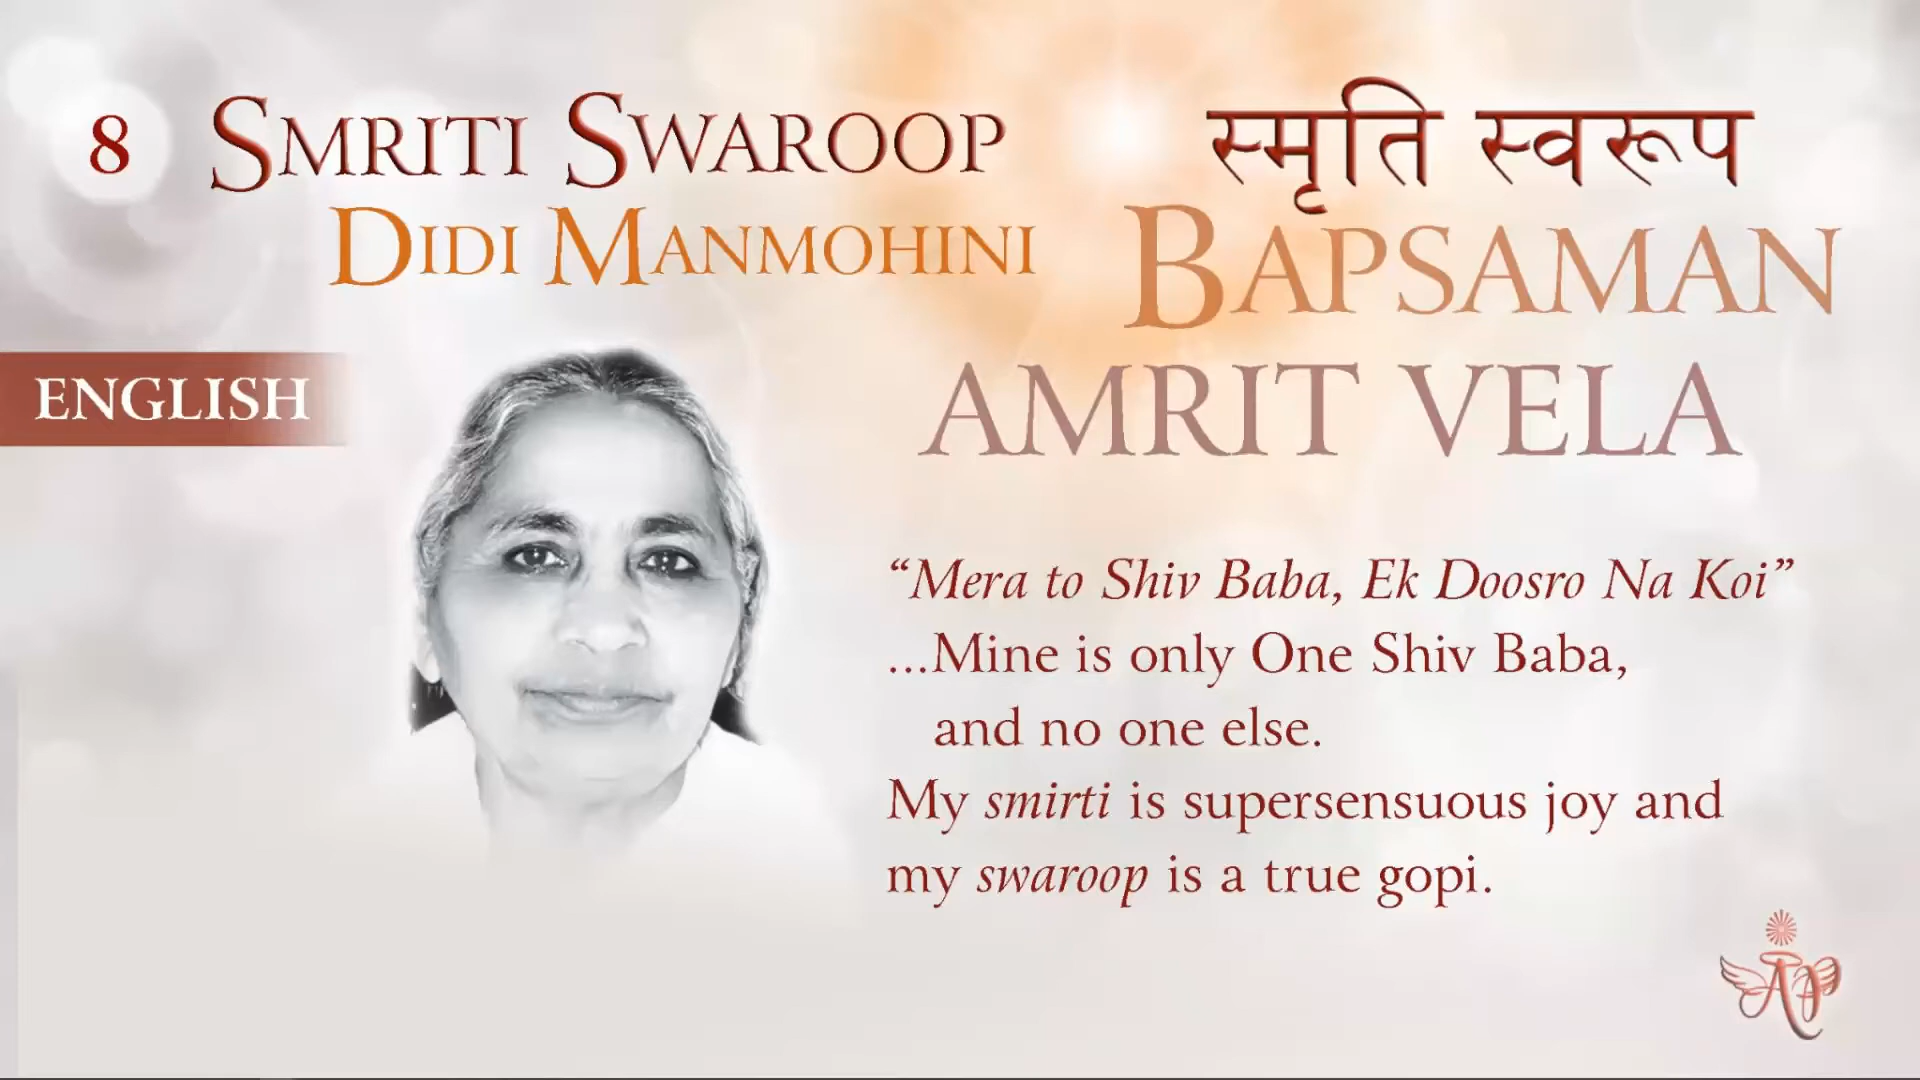 8 SMRITI SWAROOP
DIDI MANMOHINI
स्मृति स्वरूप
BAPSAMAN
AMRIT VELA
ENGLISH
“Mera to Shiv Baba, Ek Doosro Na Koi”
...Mine is only One Shiv Baba,
and no one else.
My smirti is supersensuous joy and
my swaroop is a true gopi.